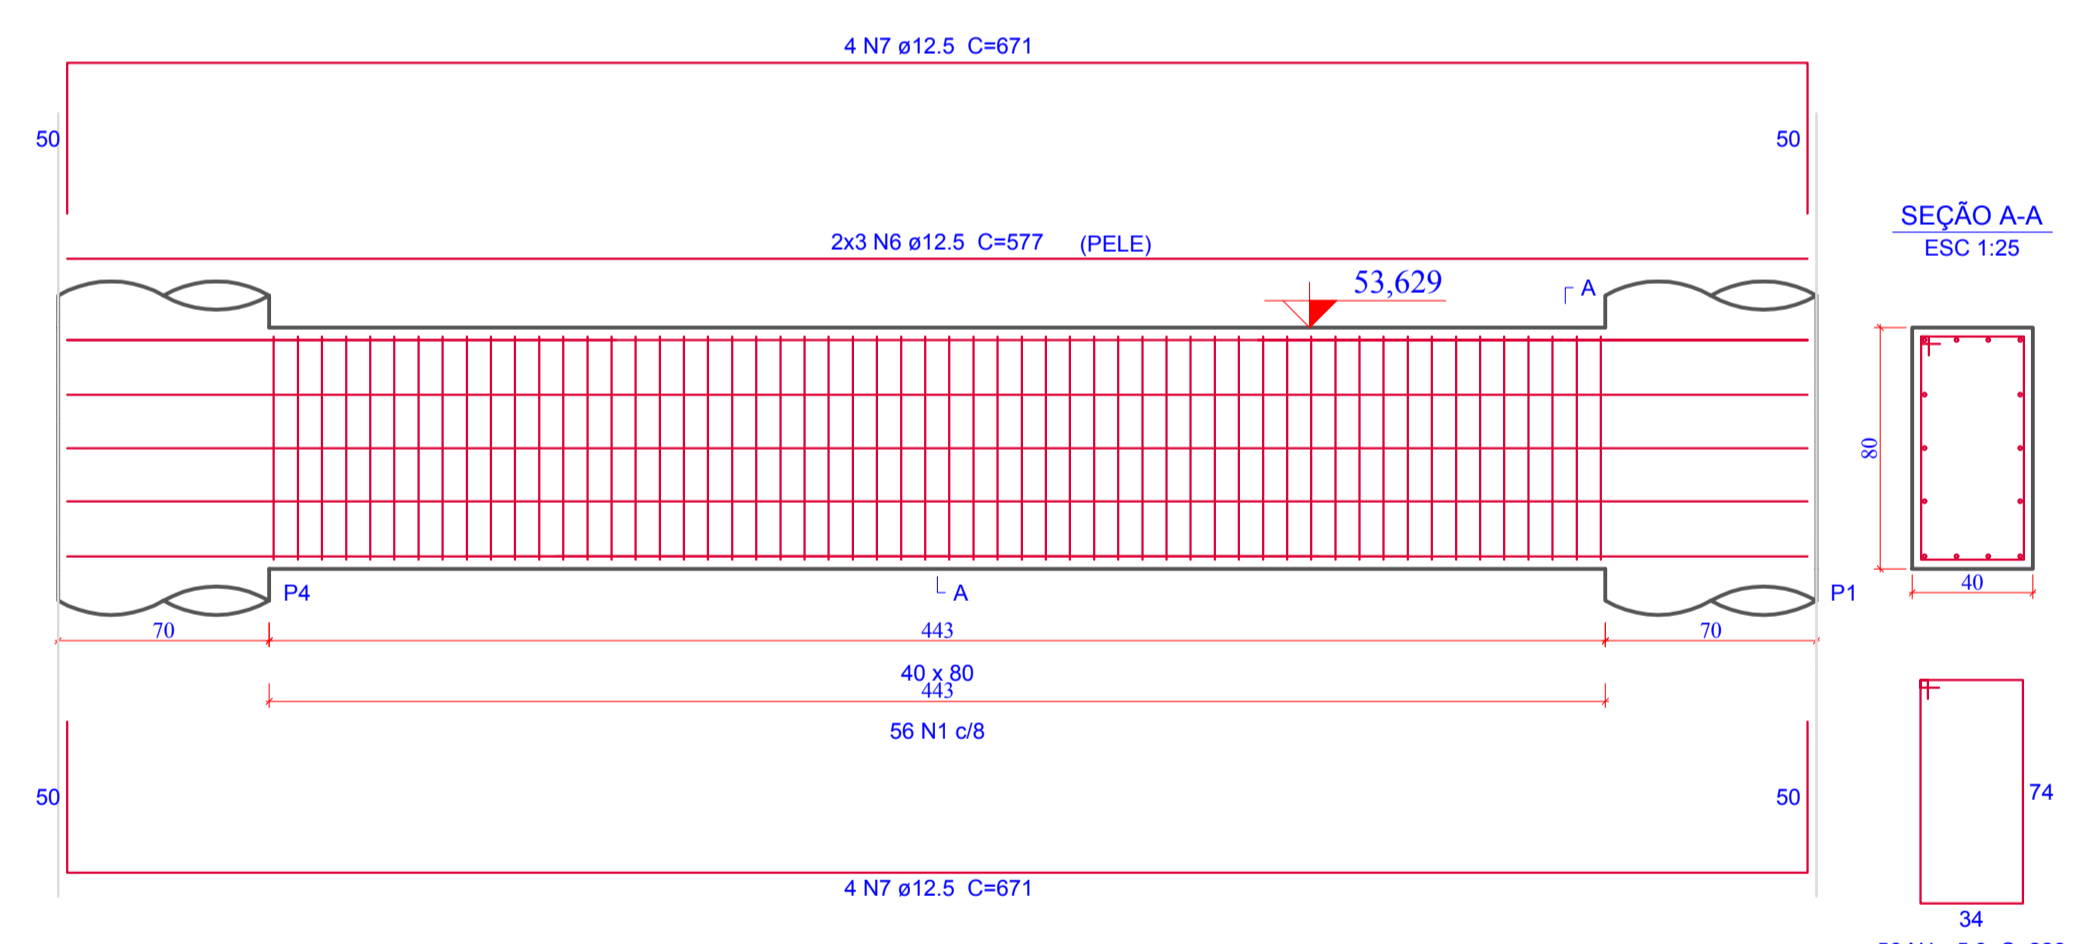 4 N7 ø12.5 C=671
50
50
2x3 N6 ø12.5 C=577 (PELE)
53,629
A
SEÇÃO A-A
ESC 1:25
80
40
P4
A
P1
70
443
70
40 x 80
443
56 N1 c/8
50
50
4 N7 ø12.5 C=671
74
34